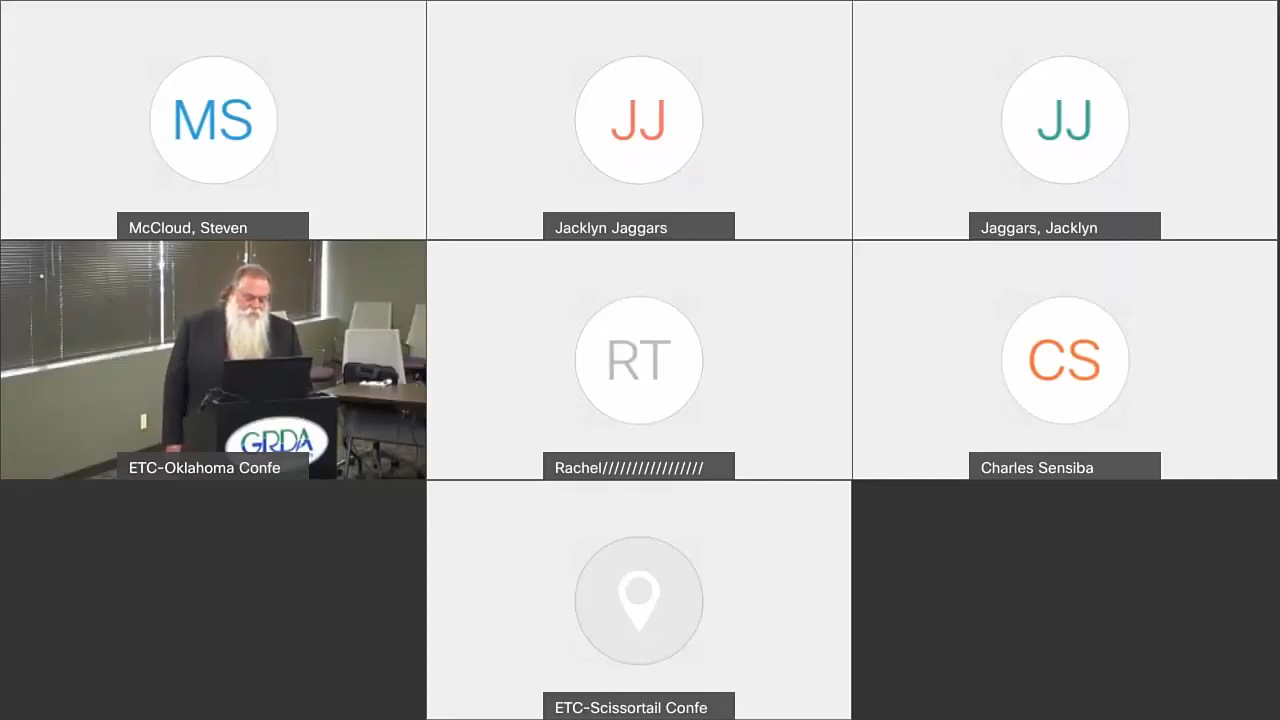 MS
McCloud, Steven
JJ
Jacklyn Jaggars
JJ
Jaggars, Jacklyn
GRDA
ETC-Oklahoma Confe
RT
Rachel/////////////////
CS
Charles Sensiba
ETC-Scissortail Confe